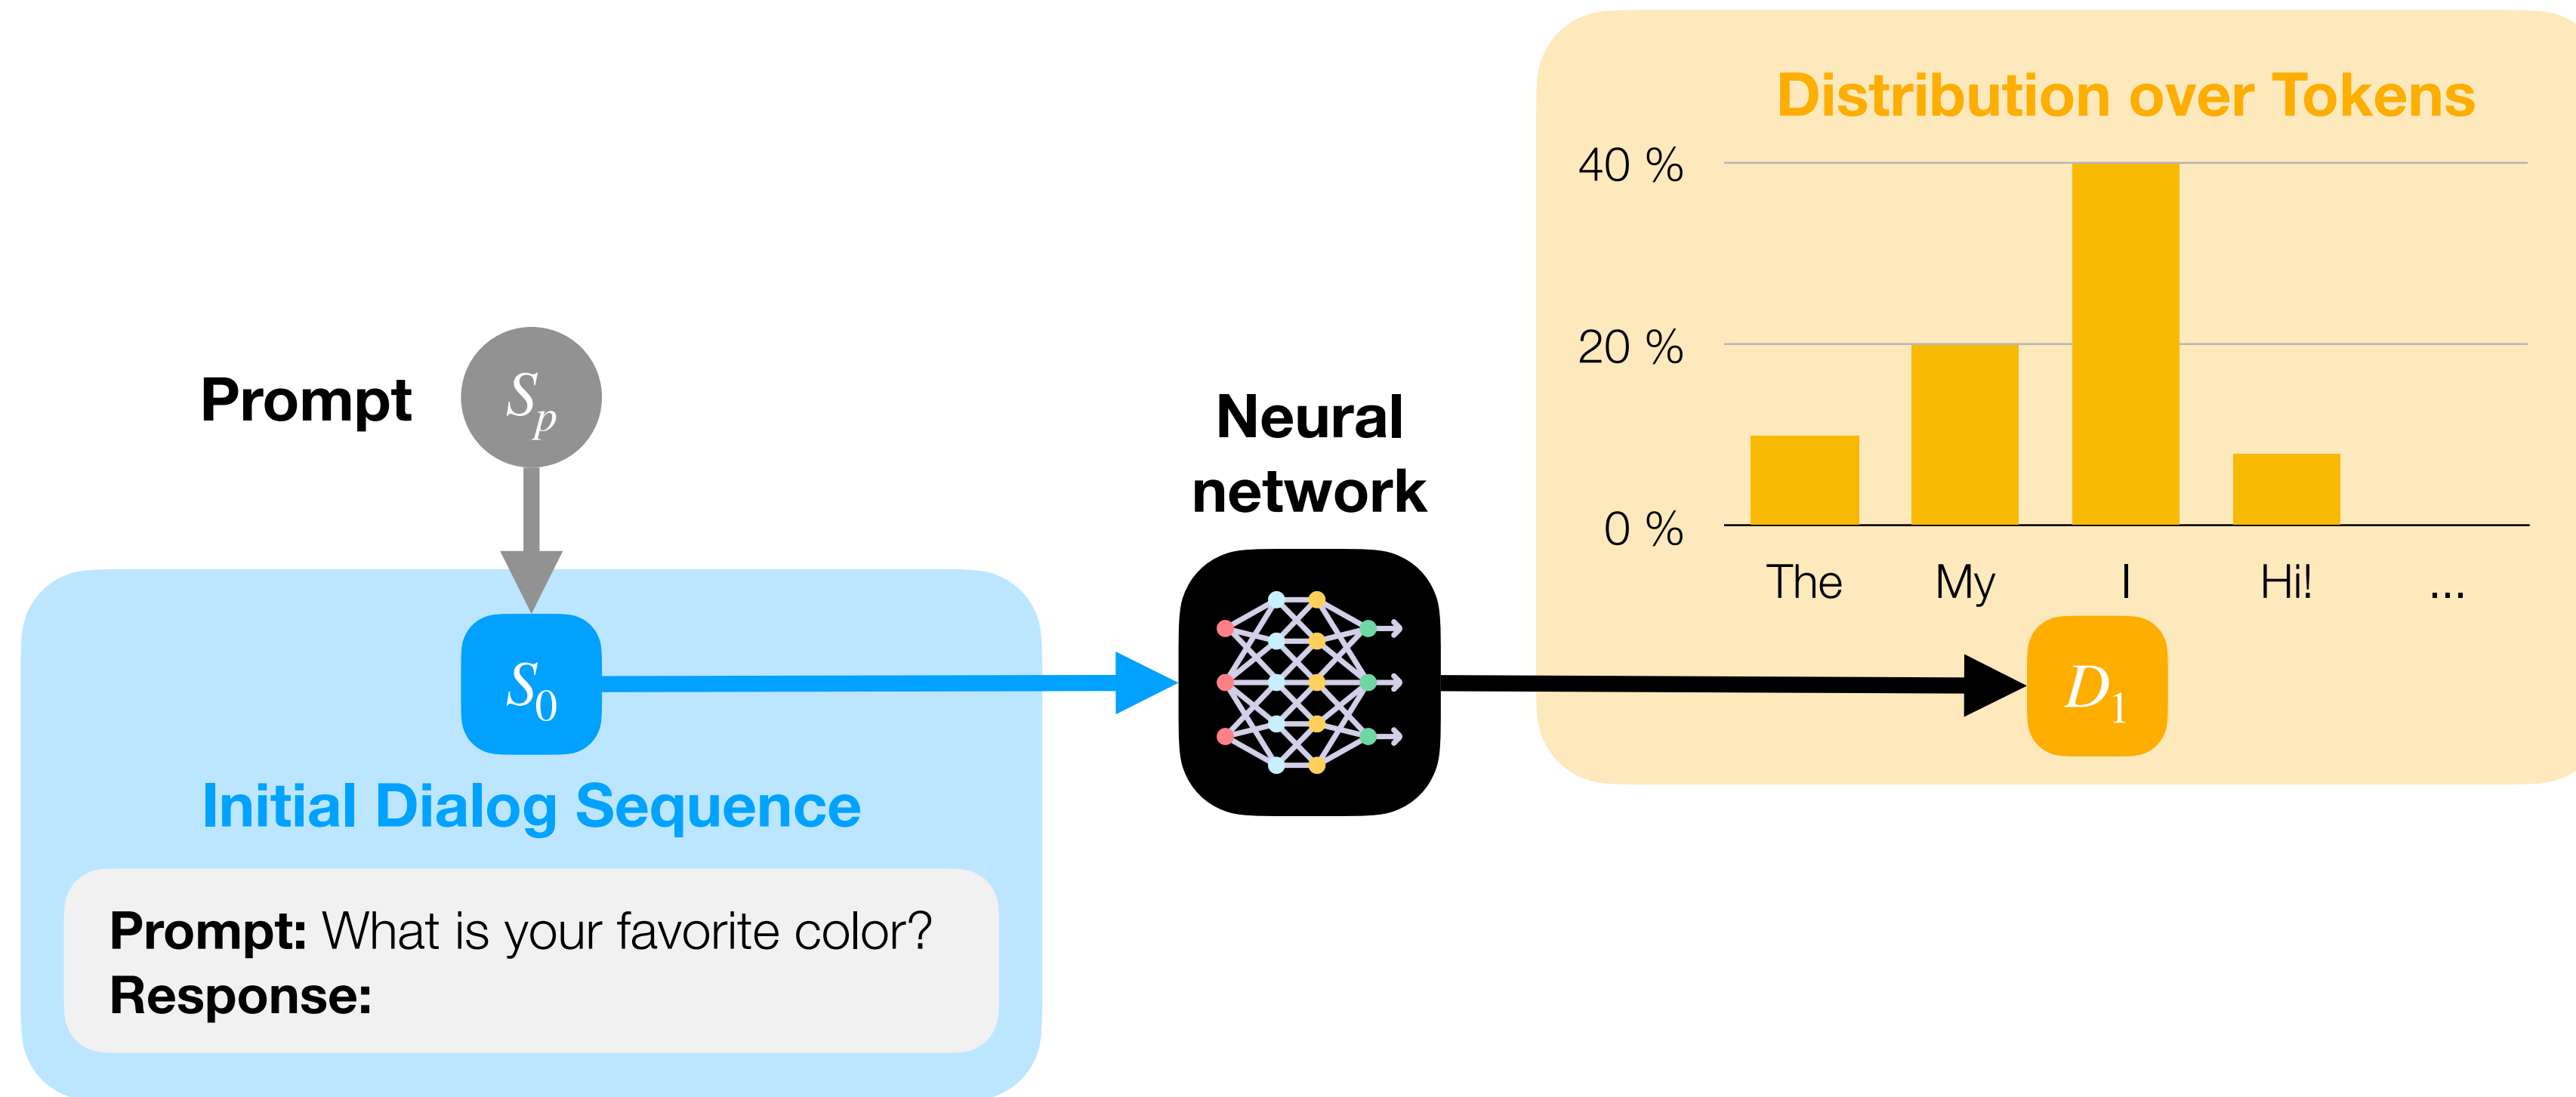 Distribution over Tokens
40 %
20 %
0 %
The My I Hi! ...
D1
Prompt
Sp
Neural
network
S0
Initial Dialog Sequence
Prompt: What is your favorite color?
Response: